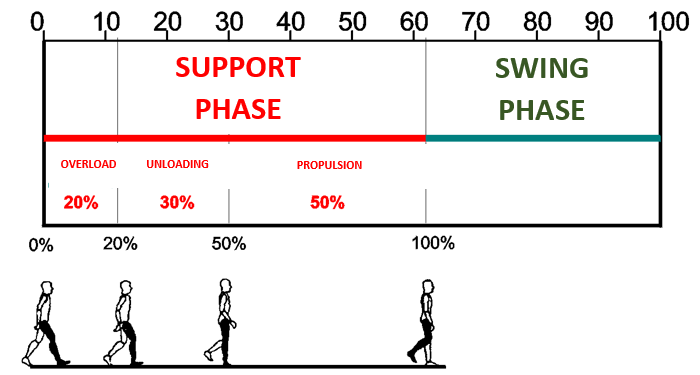 0 10 20 30 40 50 60 70 80 90 100
SUPPORT PHASE
SWING PHASE
OVERLOAD UNLOADING PROPULSION
20% 30% 50%
0% 20% 50% 100%